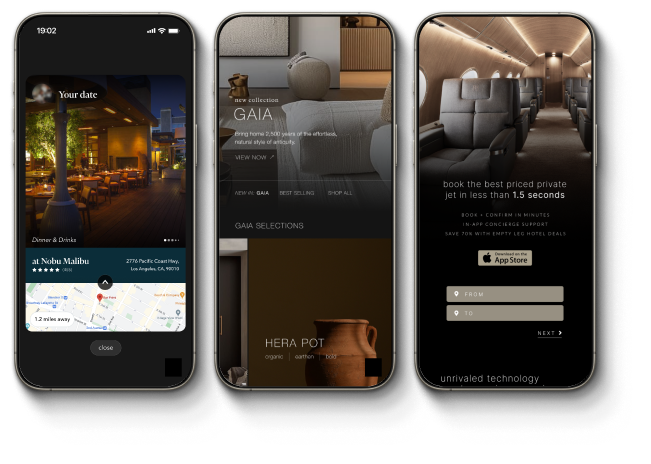 19:02
Your date
Dinner & Drinks
at Nobu Malibu
2776 Pacific Coast Hwy,
Los Angeles, CA, 90010
1.2 miles away
close
new collection
GAIA
Bring home 2,500 years of the effortless,
natural style of antiquity.
VIEW NOW ↗
NEW IN: GAIA
BEST SELLING
SHOP ALL
GAIA SELECTIONS
HERA POT
organic
earthen
bold
book the best priced private
jet in less than 1.5 seconds
BOOK + CONFIRM IN MINUTES
IN-APP CONCIERGE SUPPORT
SAVE 70% WITH EMPTY LEG HOTEL DEALS
Download on the
App Store
FROM
TO
NEXT
unrivaled technology